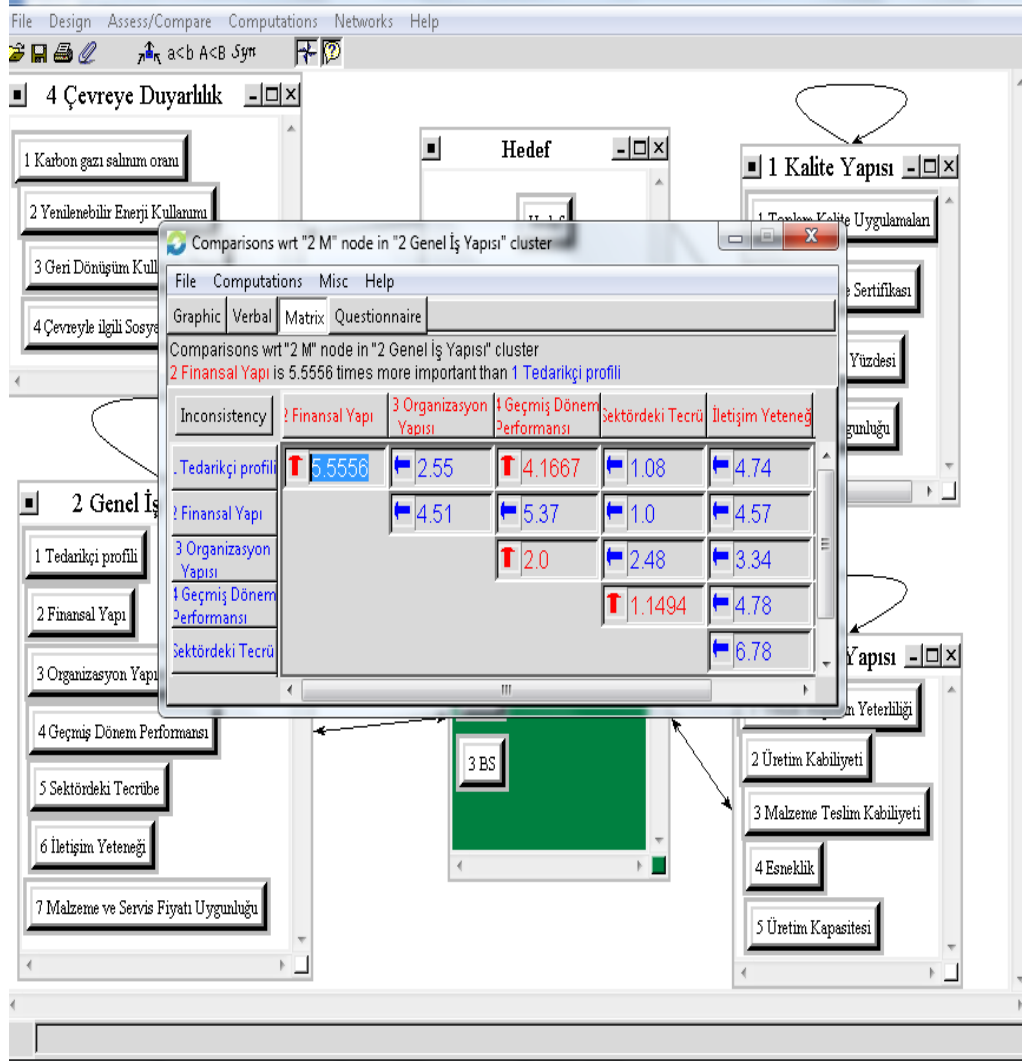 File Design Assess/Compare Computations Networks Help
a<b A<B Syn
4 Çevreye Duyarlılık
1 Karbon gazı salınım oranı
2 Yenilenebilir Enerji Kullanımı
3 Geri Dönüşüm Kull
4 Çevreyle ilgili Sosya
Hedef
1 Kalite Yapısı
1 Toplam Kalite Uygulamaları
e Sertifikası
Yüzdesi
ygunluğu
Comparisons wrt "2 M" node in "2 Genel İş Yapısı" cluster
File Computations Misc Help
Graphic Verbal Matrix Questionnaire
Comparisons wrt "2 M" node in "2 Genel İş Yapısı" cluster
2 Finansal Yapı is 5.5556 times more important than 1 Tedarikçi profili
Inconsistency 2 Finansal Yapı 3 Organizasyon Yapısı 4 Geçmiş Dönem Performansı Sektördeki Tecrü İletişim Yeteneğ
. Tedarikçi profili 5.5556 2.55 4.1667 1.08 4.74
2 Finansal Yapı 4.51 5.37 1.0 4.57
3 Organizasyon Yapısı 2.0 2.48 3.34
4 Geçmiş Dönem Performansı 1.1494 4.78
Sektördeki Tecrü 6.78
2 Genel İş
1 Tedarikçi profili
2 Finansal Yapı
3 Organizasyon Yapı
4 Geçmiş Dönem Performansı
5 Sektördeki Tecrübe
6 İletişim Yeteneği
7 Malzeme ve Servis Fiyatı Uygunluğu
3 BS
Yapısı
m Yeterliliği
2 Üretim Kabiliyeti
3 Malzeme Teslim Kabiliyeti
4 Esneklik
5 Üretim Kapasitesi